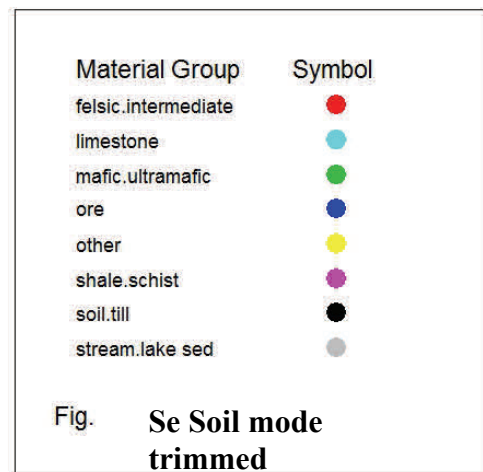 Material Group Symbol
felsic.intermediate
limestone
mafic.ultramafic
ore
other
shale.schist
soil.till
stream.lake sed
Fig. Se Soil mode
trimmed